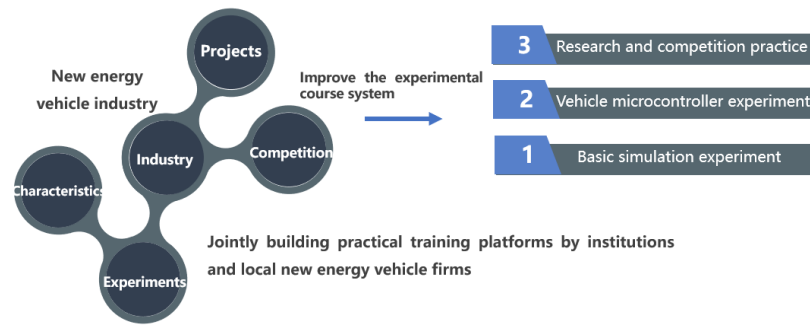 Projects
New energy
vehicle industry
Industry
Competition
Characteristics
Experiments
Improve the experimental
course system
3 Research and competition practice
2 Vehicle microcontroller experiment
1 Basic simulation experiment
Jointly building practical training platforms by institutions
and local new energy vehicle firms